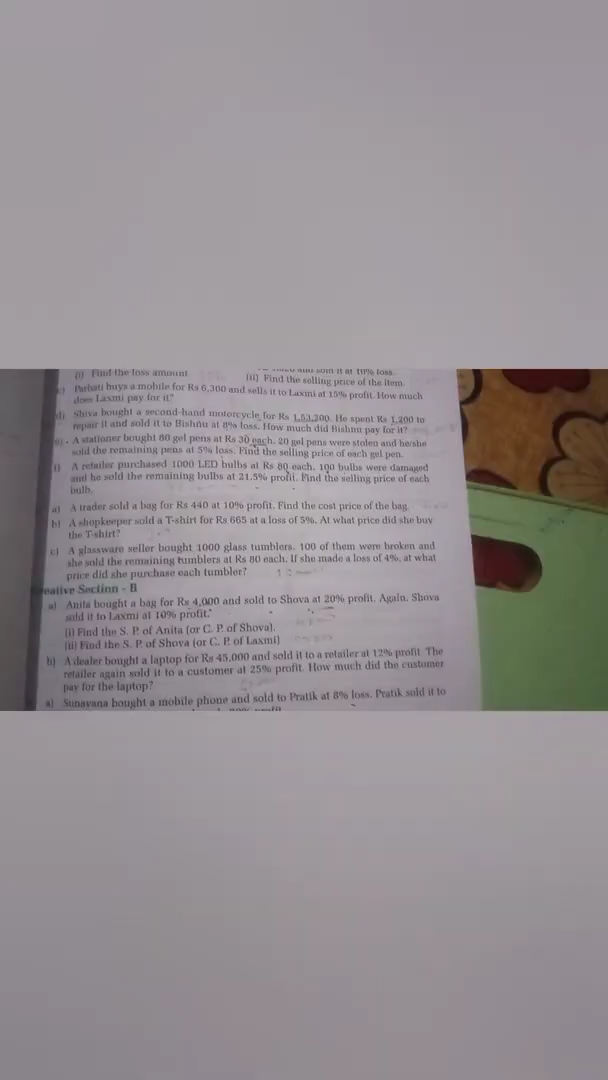 sold it at 10% loss.
(i) Find the loss amount (ii) Find the selling price of the item.
c) Parbati buys a mobile for Rs 6,300 and sells it to Laxmi at 15% profit. How much
does Laxmi pay for it?
d) Shiva bought a second-hand motorcycle for Rs 1,53,200. He spent Rs 1,200 to
repair it and sold it to Bishnu at 8% loss. How much did Bishnu pay for it?
e) A stationer bought 80 gel pens at Rs 30 each. 20 gel pens were stolen and he/she
sold the remaining pens at 5% loss. Find the selling price of each gel pen.
f) A retailer purchased 1000 LED bulbs at Rs 80 each. 100 bulbs were damaged
and he sold the remaining bulbs at 21.5% profit. Find the selling price of each
bulb.
a) A trader sold a bag for Rs 440 at 10% profit. Find the cost price of the bag.
b) A shopkeeper sold a T-shirt for Rs 665 at a loss of 5%. At what price did she buy
the T-shirt?
c) A glassware seller bought 1000 glass tumblers. 100 of them were broken and
she sold the remaining tumblers at Rs 80 each. If she made a loss of 4%, at what
price did she purchase each tumbler?
reative Section - B
a) Anita bought a bag for Rs 4,000 and sold to Shova at 20% profit. Again, Shova
sold it to Laxmi at 10% profit.
(i) Find the S. P. of Anita (or C. P. of Shova).
(ii) Find the S. P. of Shova (or C. P. of Laxmi)
b) A dealer bought a laptop for Rs 45,000 and sold it to a retailer at 12% profit. The
retailer again sold it to a customer at 25% profit. How much did the customer
pay for the laptop?
a) Sunayana bought a mobile phone and sold to Pratik at 8% loss. Pratik sold it to